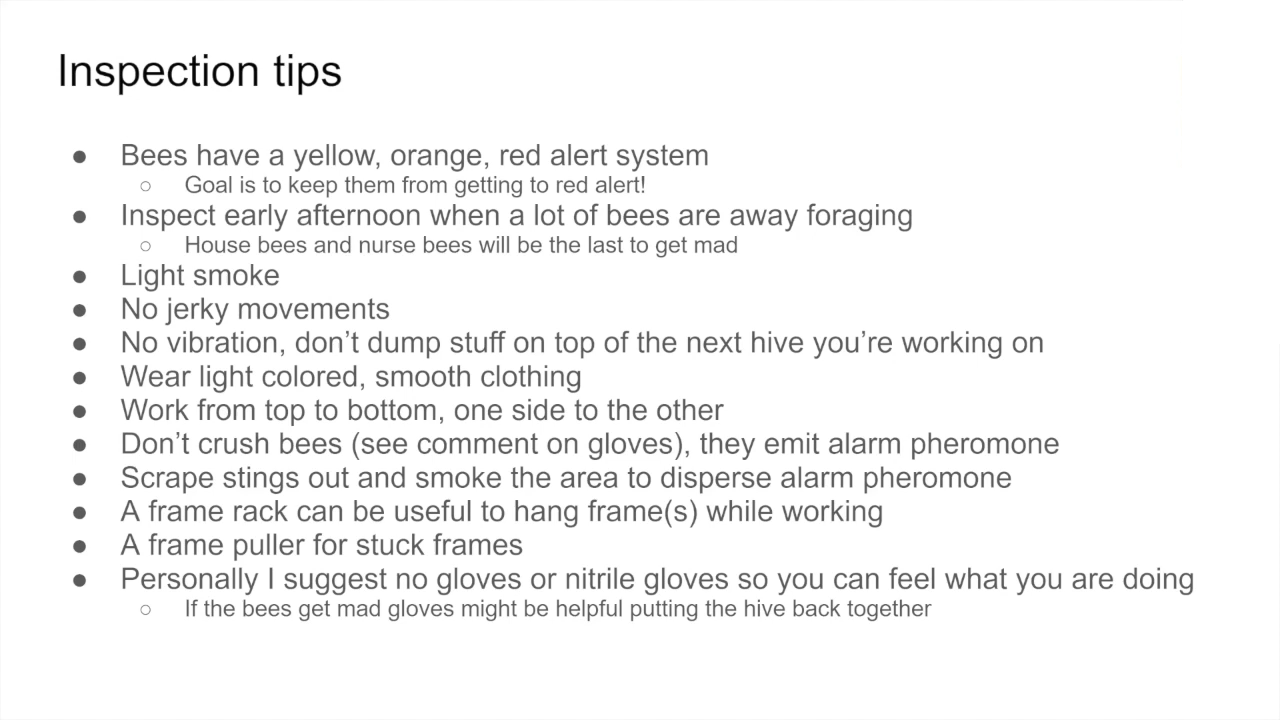 Inspection tips
● Bees have a yellow, orange, red alert system
○ Goal is to keep them from getting to red alert!
● Inspect early afternoon when a lot of bees are away foraging
○ House bees and nurse bees will be the last to get mad
● Light smoke
● No jerky movements
● No vibration, don’t dump stuff on top of the next hive you’re working on
● Wear light colored, smooth clothing
● Work from top to bottom, one side to the other
● Don’t crush bees (see comment on gloves), they emit alarm pheromone
● Scrape stings out and smoke the area to disperse alarm pheromone
● A frame rack can be useful to hang frame(s) while working
● A frame puller for stuck frames
● Personally I suggest no gloves or nitrile gloves so you can feel what you are doing
○ If the bees get mad gloves might be helpful putting the hive back together